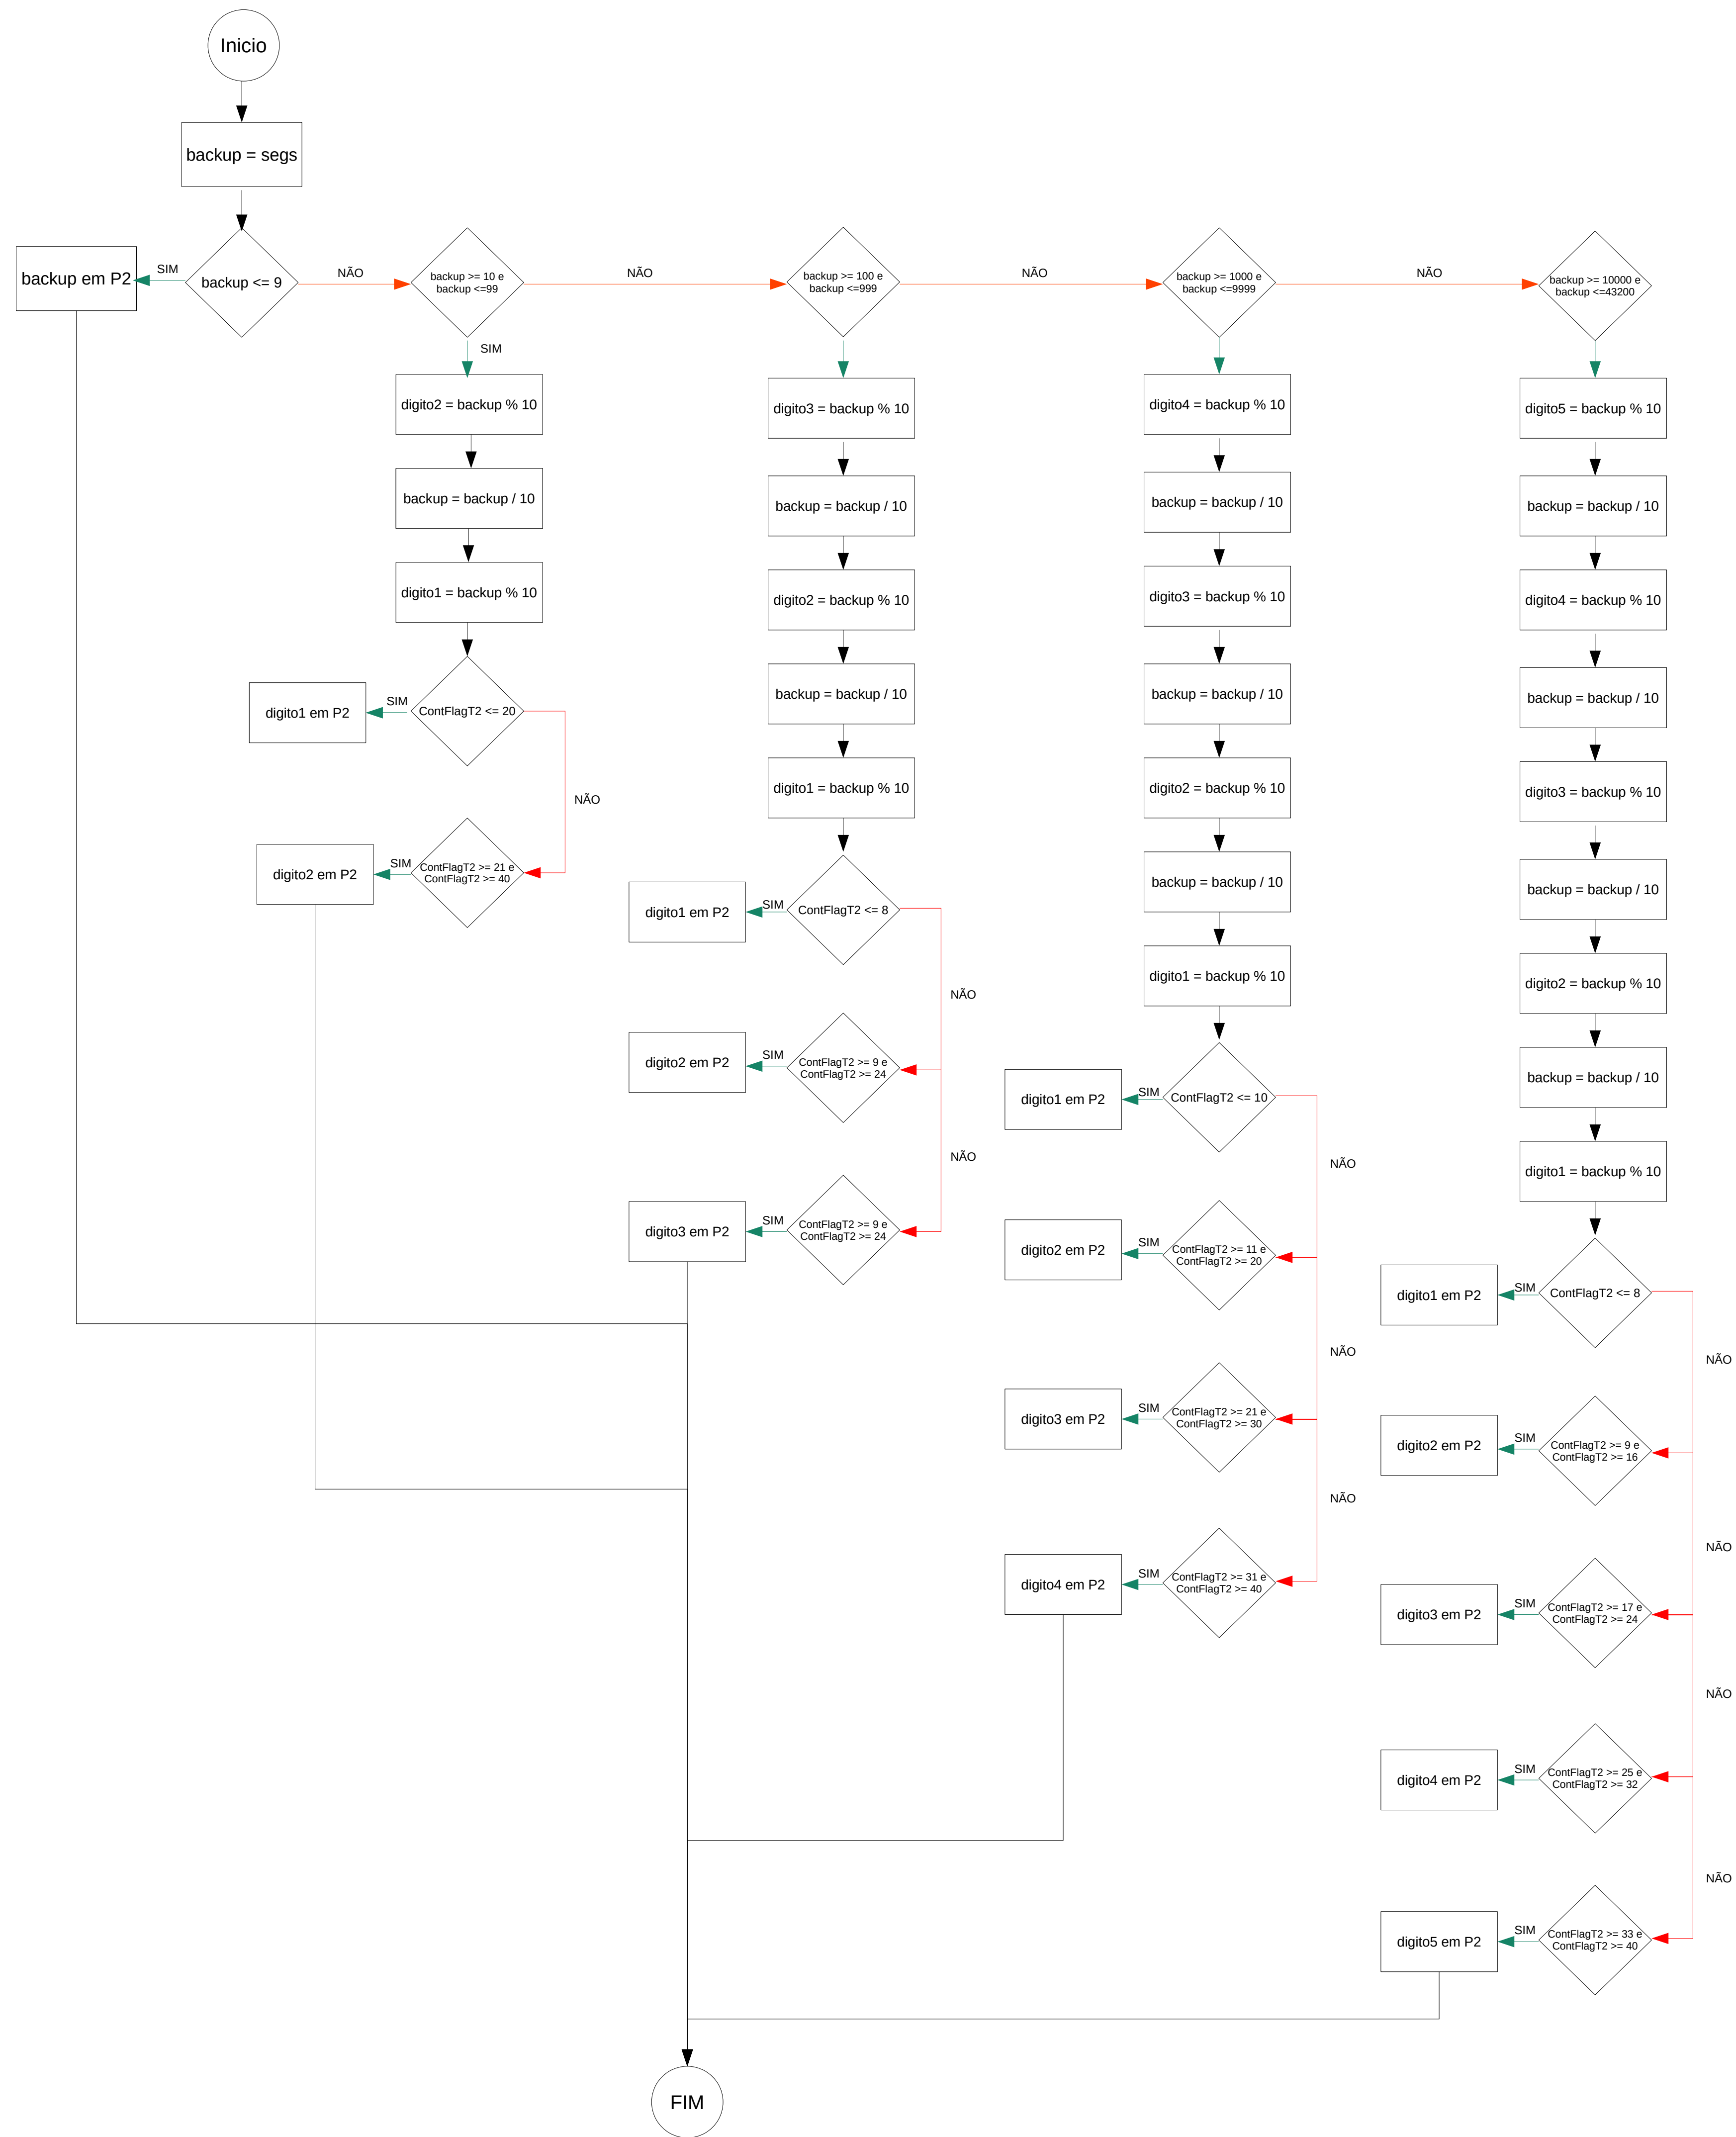 Inicio
backup = segs
backup em P2
SIM
backup <= 9
NÃO
backup >= 10 e
backup <=99
NÃO
backup >= 100 e
backup <=999
NÃO
backup >= 1000 e
backup <=9999
NÃO
backup >= 10000 e
backup <=43200
SIM
digito2 = backup % 10
backup = backup / 10
digito1 = backup % 10
digito1 em P2
SIM
ContFlagT2 <= 20
NÃO
digito2 em P2
SIM
ContFlagT2 >= 21 e
ContFlagT2 >= 40
digito3 = backup % 10
backup = backup / 10
digito2 = backup % 10
backup = backup / 10
digito1 = backup % 10
digito1 em P2
SIM
ContFlagT2 <= 8
NÃO
digito2 em P2
SIM
ContFlagT2 >= 9 e
ContFlagT2 >= 24
NÃO
digito3 em P2
SIM
ContFlagT2 >= 9 e
ContFlagT2 >= 24
digito4 = backup % 10
backup = backup / 10
digito3 = backup % 10
backup = backup / 10
digito2 = backup % 10
backup = backup / 10
digito1 = backup % 10
digito1 em P2
SIM
ContFlagT2 <= 10
NÃO
digito2 em P2
SIM
ContFlagT2 >= 11 e
ContFlagT2 >= 20
NÃO
digito3 em P2
SIM
ContFlagT2 >= 21 e
ContFlagT2 >= 30
NÃO
digito4 em P2
SIM
ContFlagT2 >= 31 e
ContFlagT2 >= 40
digito5 = backup % 10
backup = backup / 10
digito4 = backup % 10
backup = backup / 10
digito3 = backup % 10
backup = backup / 10
digito2 = backup % 10
backup = backup / 10
digito1 = backup % 10
digito1 em P2
SIM
ContFlagT2 <= 8
NÃO
digito2 em P2
SIM
ContFlagT2 >= 9 e
ContFlagT2 >= 16
NÃO
digito3 em P2
SIM
ContFlagT2 >= 17 e
ContFlagT2 >= 24
NÃO
digito4 em P2
SIM
ContFlagT2 >= 25 e
ContFlagT2 >= 32
NÃO
digito5 em P2
SIM
ContFlagT2 >= 33 e
ContFlagT2 >= 40
FIM